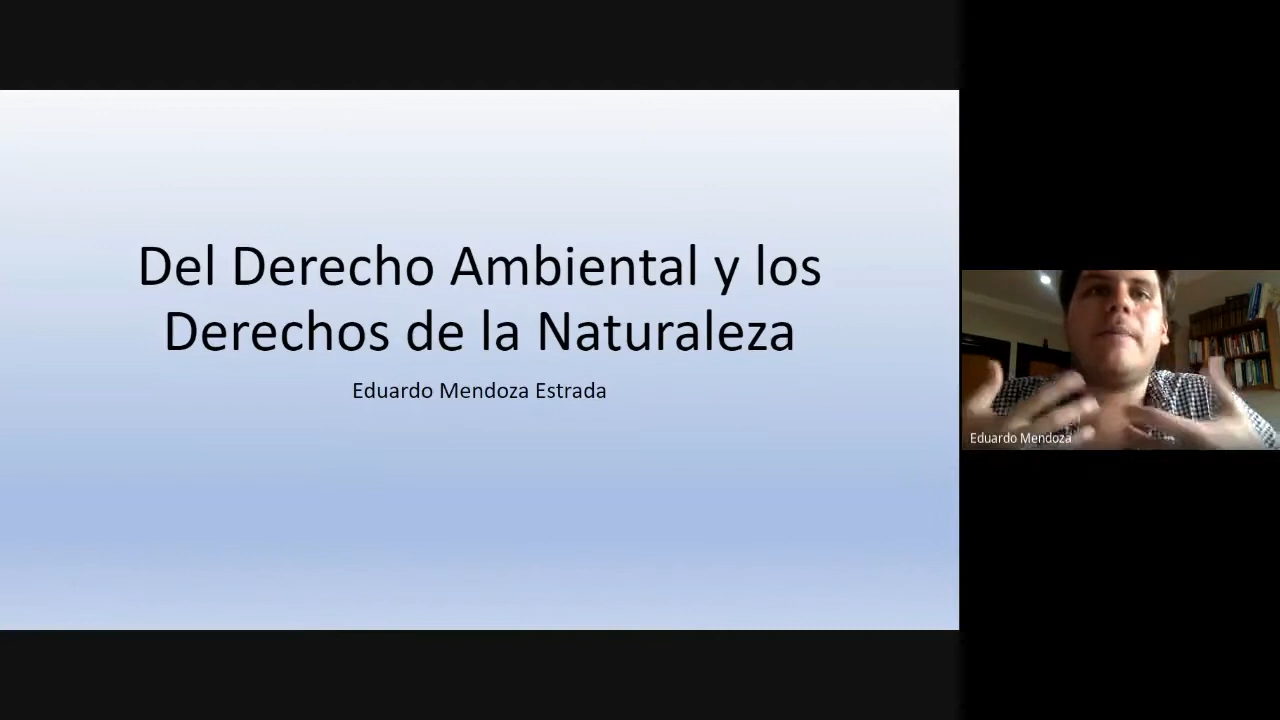 Del Derecho Ambiental y los
Derechos de la Naturaleza
Eduardo Mendoza Estrada
Eduardo Mendoza